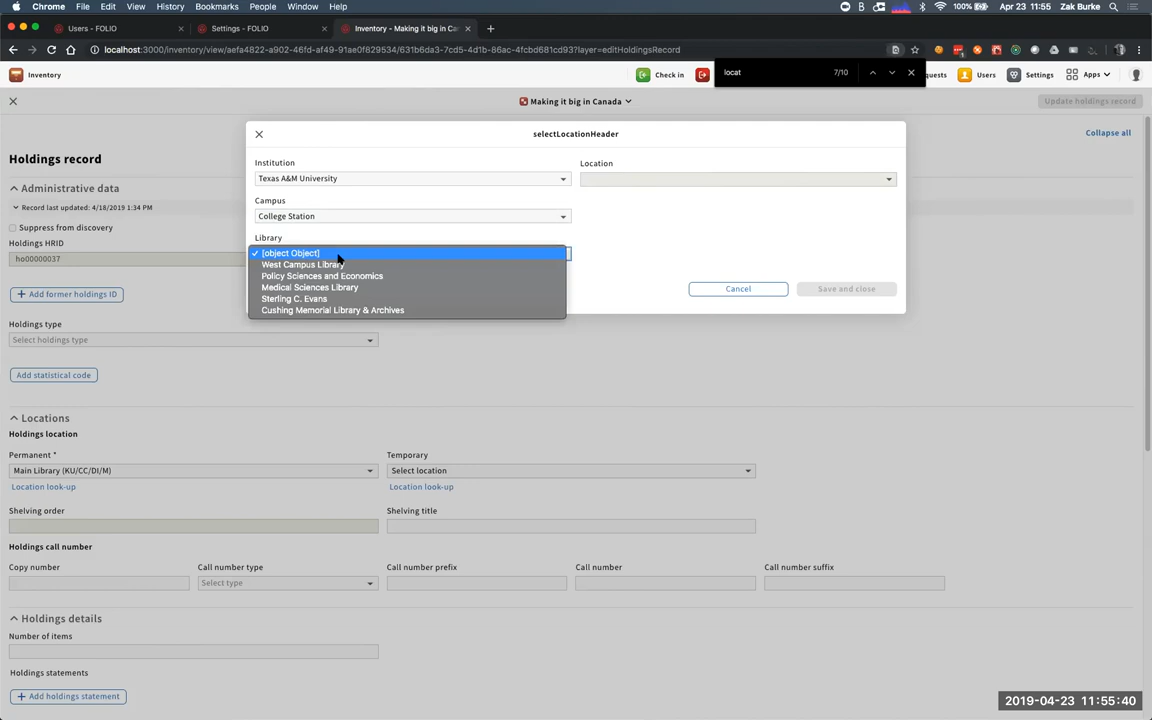 Chrome File Edit View History Bookmarks People Window Help 100% Apr 23 11:55 Zak Burke
Users - FOLIO Settings - FOLIO Inventory - Making it big in Ca
localhost:3000/inventory/view/aefa4822-a902-46fd-af49-91ae0f829534/631b6da3-7cd5-4d1b-86ac-4fcbd681cd93?layer=editHoldingsRecord
Inventory Check in quests Users Settings Apps
locat 7/10
Making it big in Canada Update holdings record
Collapse all
selectLocationHeader
Institution
Texas A&M University
Location
Campus
College Station
Library
[object Object]
West Campus Library
Policy Sciences and Economics
Medical Sciences Library
Sterling C. Evans
Cushing Memorial Library & Archives
Cancel Save and close
Holdings record
Administrative data
Record last updated: 4/18/2019 1:34 PM
Suppress from discovery
Holdings HRID
ho00000037
+ Add former holdings ID
Holdings type
Select holdings type
Add statistical code
Locations
Holdings location
Permanent * Temporary
Main Library (KU/CC/DI/M) Select location
Location look-up Location look-up
Shelving order Shelving title
Holdings call number
Copy number Call number type Call number prefix Call number Call number suffix
Select type
Holdings details
Number of items
Holdings statements
+ Add holdings statement
2019-04-23 11:55:40